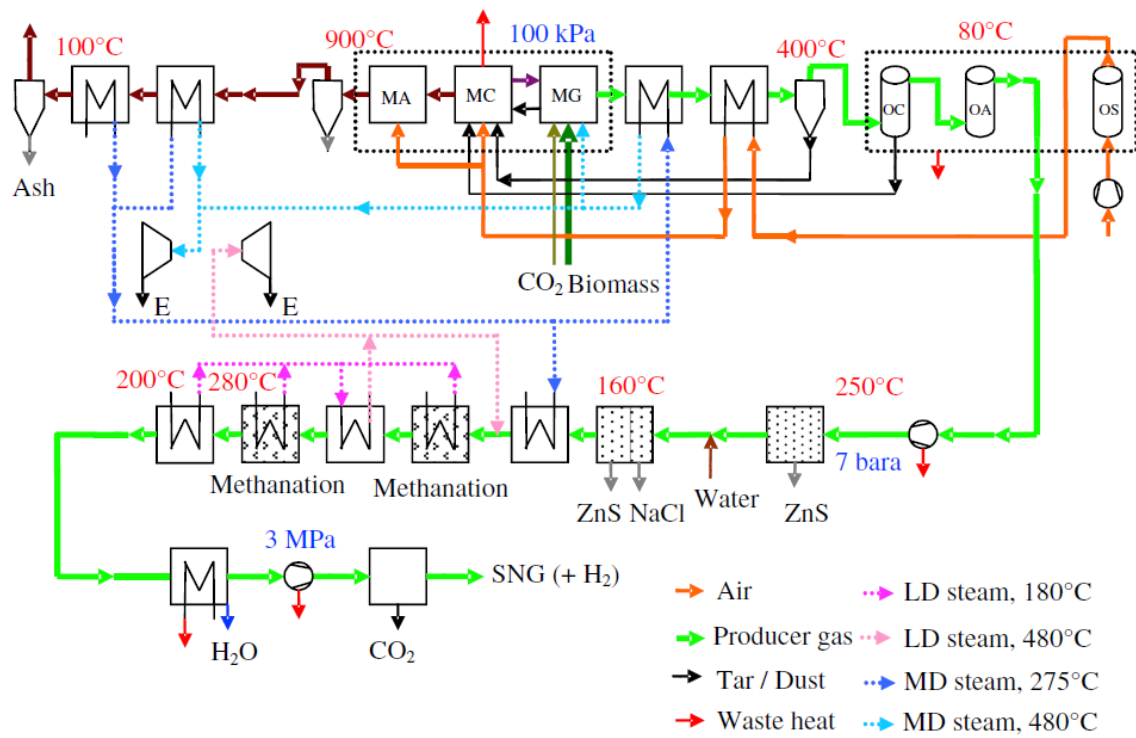 100°C
900°C
100 kPa
400°C
80°C
MA
MC
MG
OC
OA
OS
Ash
CO2 Biomass
E
E
200°C
280°C
160°C
250°C
7 bara
Methanation
Methanation
ZnS NaCl
Water
ZnS
3 MPa
SNG (+ H2)
H2O
CO2
Air
Producer gas
Tar / Dust
Waste heat
LD steam, 180°C
LD steam, 480°C
MD steam, 275°C
MD steam, 480°C